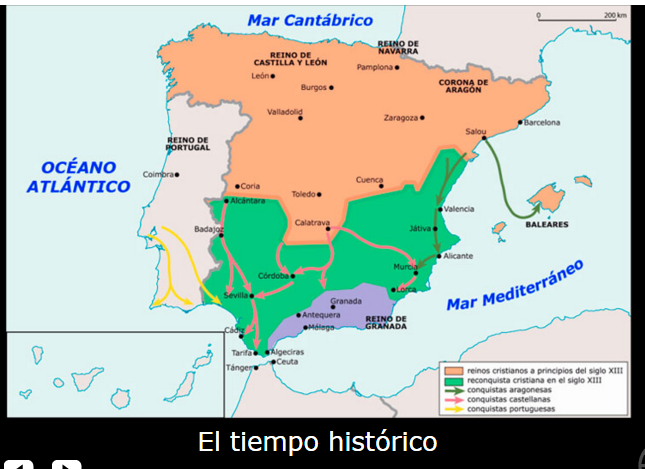 Mar Cantábrico
0 200 km
REINO DE
NAVARRA
REINO DE
CASTILLA Y LEÓN
Pamplona
León
CORONA DE
ARAGÓN
Burgos
Valladolid
Zaragoza
Barcelona
Salou
REINO DE
PORTUGAL
OCÉANO
ATLÁNTICO
Coimbra
Cuenca
Coria
Toledo
Alcántara
Valencia
BALEARES
Calatrava
Badajoz
Játiva
Alicante
Murcia
Córdoba
Mar Mediterráneo
Lorca
Sevilla
Granada
Antequera
REINO DE
GRANADA
Málaga
Cádiz
Tarifa
Algeciras
Ceuta
Tánger
reinos cristianos a principios del siglo XIII
reconquista cristiana en el siglo XIII
conquistas aragonesas
conquistas castellanas
conquistas portuguesas
El tiempo histórico